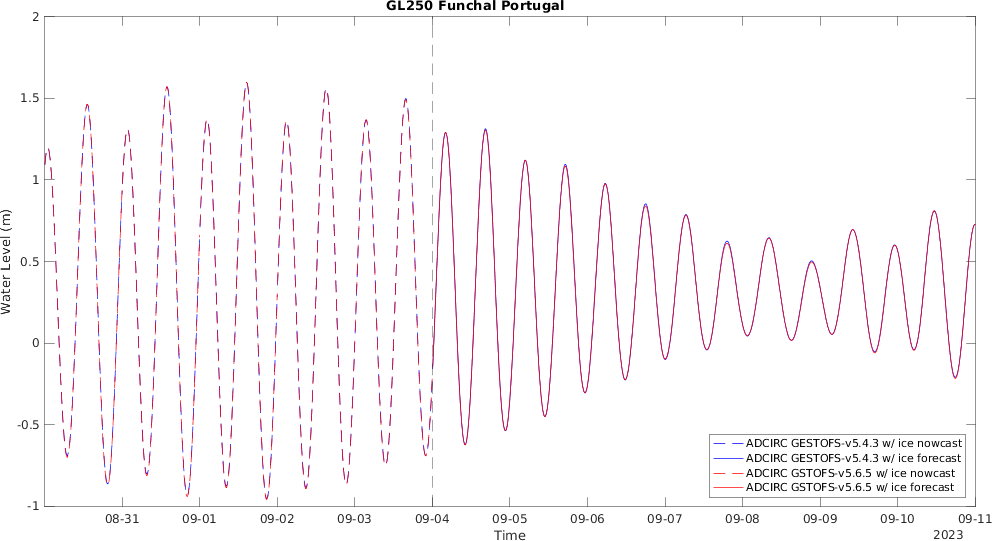 GL250 Funchal Portugal
2
1.5
1
0.5
0
-0.5
-1
Water Level (m)
ADCIRC GESTOFS-v5.4.3 w/ ice nowcast
ADCIRC GESTOFS-v5.4.3 w/ ice forecast
ADCIRC GSTOFS-v5.6.5 w/ ice nowcast
ADCIRC GSTOFS-v5.6.5 w/ ice forecast
08-31 09-01 09-02 09-03 09-04 09-05 09-06 09-07 09-08 09-09 09-10 09-11
Time
2023